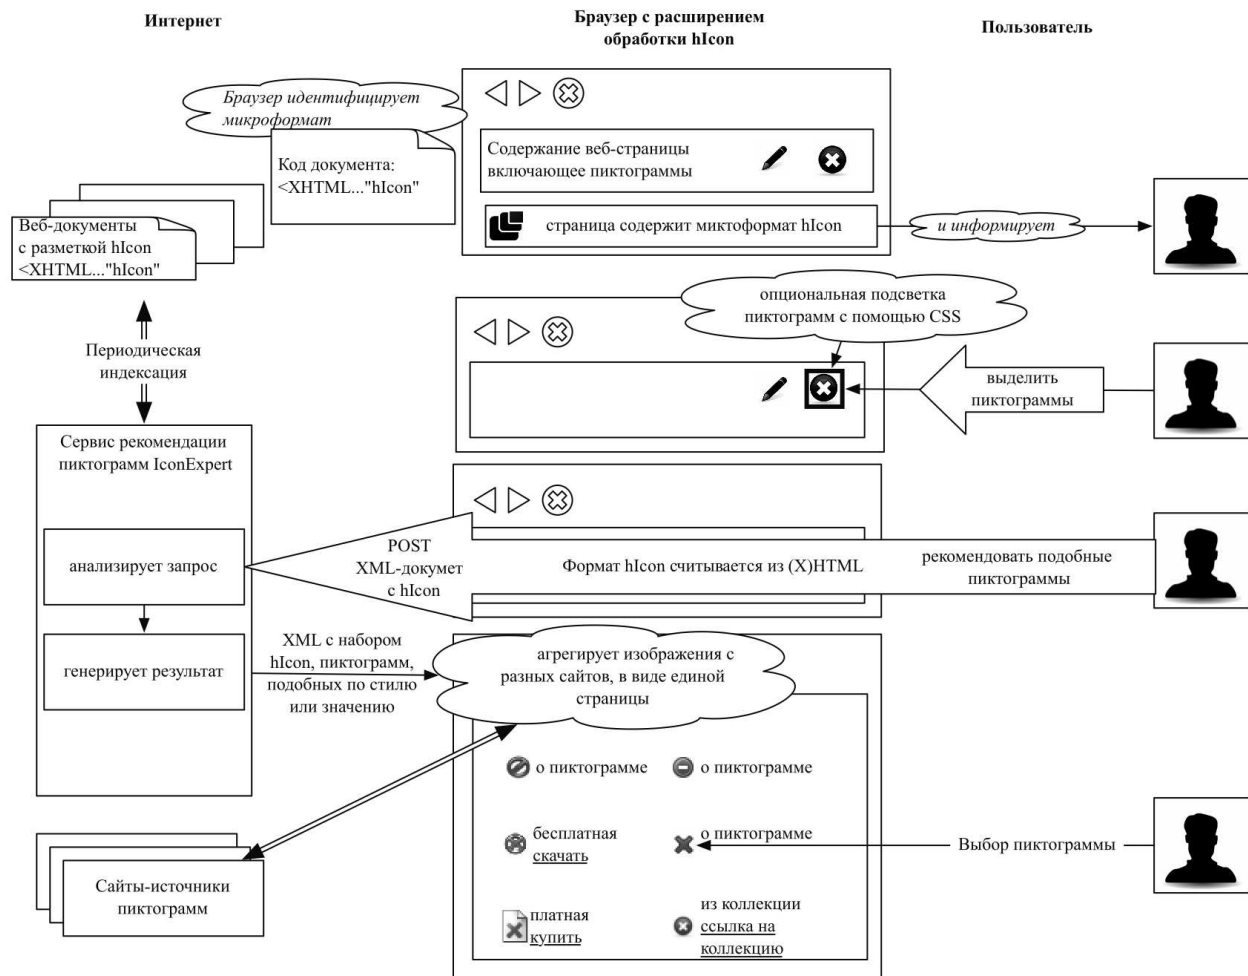 Интернет
Браузер с расширением
обработки hIcon
Пользователь
Браузер идентифицирует
микроформат
Код документа:
<XHTML..."hIcon"
Содержание веб-страницы
включающее пиктограммы
страница содержит миктоформат hIcon
и информирует
Веб-документы
с разметкой hIcon
<XHTML..."hIcon"
опциональная подсветка
пиктограмм с помощью CSS
Периодическая
индексация
выделить
пиктограммы
Сервис рекомендации
пиктограмм IconExpert
анализирует запрос
POST
XML-докумет
с hIcon
Формат hIcon считывается из (X)HTML
рекомендовать подобные
пиктограммы
генерирует результат
XML с набором
hIcon, пиктограмм,
подобных по стилю
или значению
агрегирует изображения с
разных сайтов, в виде единой
страницы
о пиктограмме
о пиктограмме
бесплатная
скачать
о пиктограмме
Выбор пиктограммы
Сайты-источники
пиктограмм
платная
купить
из коллекции
ссылка на
коллекцию